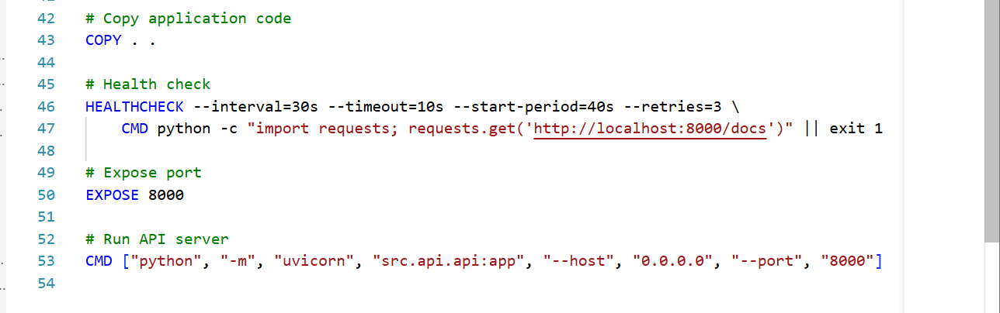 42 # Copy application code
43 COPY . .
44
45 # Health check
46 HEALTHCHECK --interval=30s --timeout=10s --start-period=40s --retries=3 \
47 CMD python -c "import requests; requests.get('http://localhost:8000/docs')" || exit 1
48
49 # Expose port
50 EXPOSE 8000
51
52 # Run API server
53 CMD ["python", "-m", "uvicorn", "src.api.api:app", "--host", "0.0.0.0", "--port", "8000"]
54